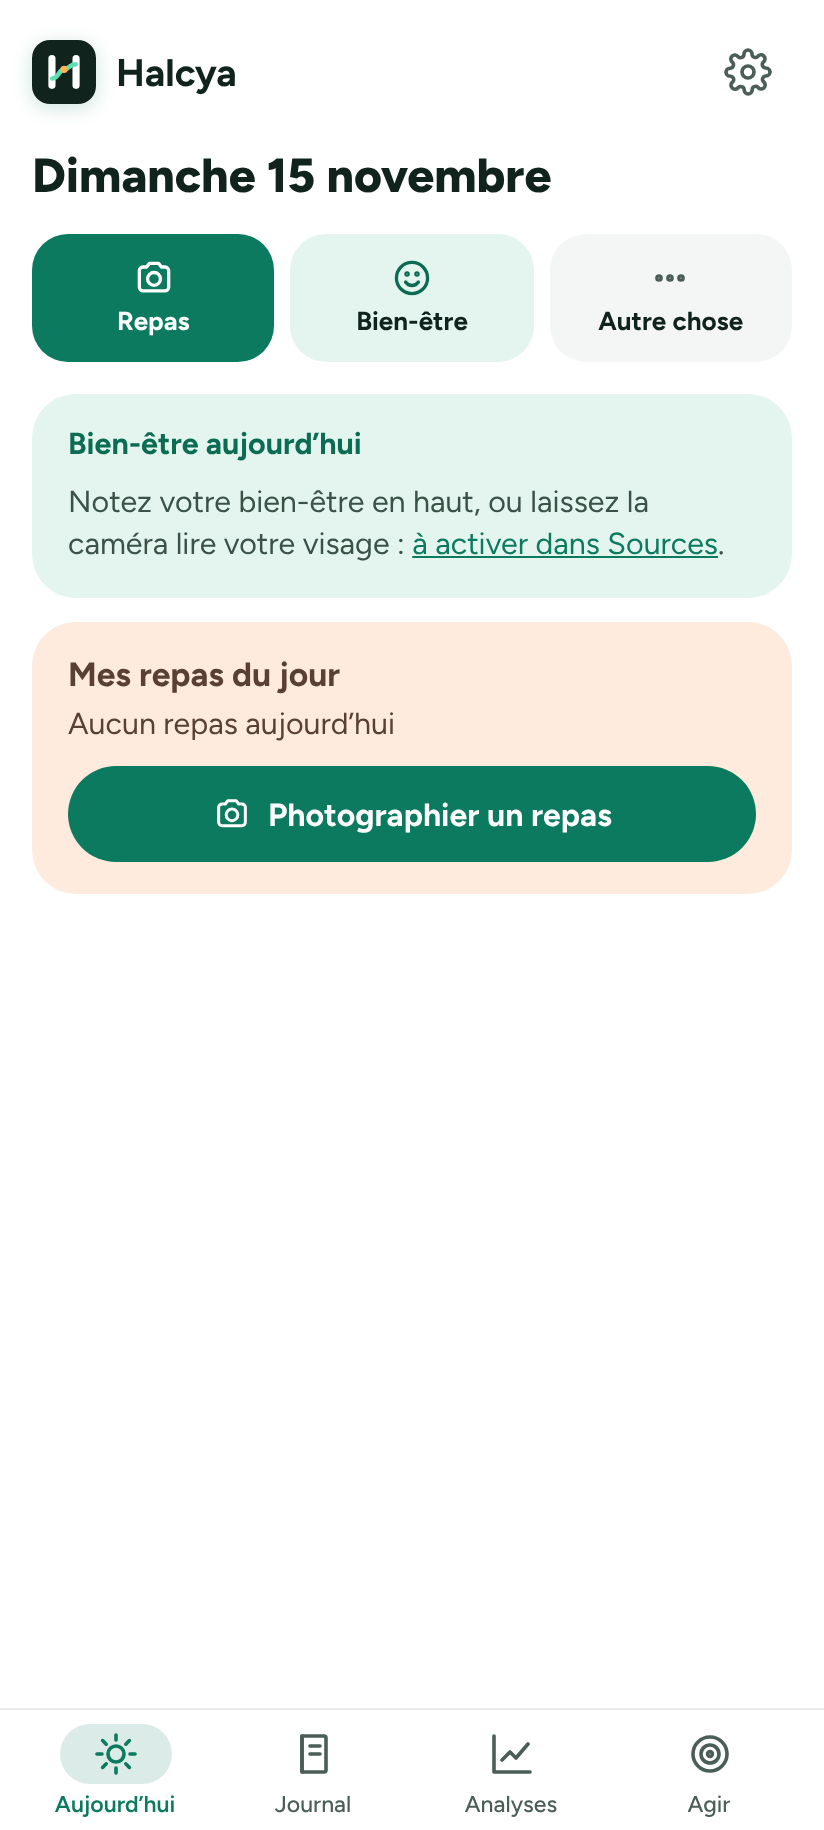 Halcya
Dimanche 15 novembre
Repas
Bien-être
Autre chose
Bien-être aujourd’hui
Notez votre bien-être en haut, ou laissez la
caméra lire votre visage : à activer dans Sources.
Mes repas du jour
Aucun repas aujourd’hui
Photographier un repas
Aujourd’hui
Journal
Analyses
Agir